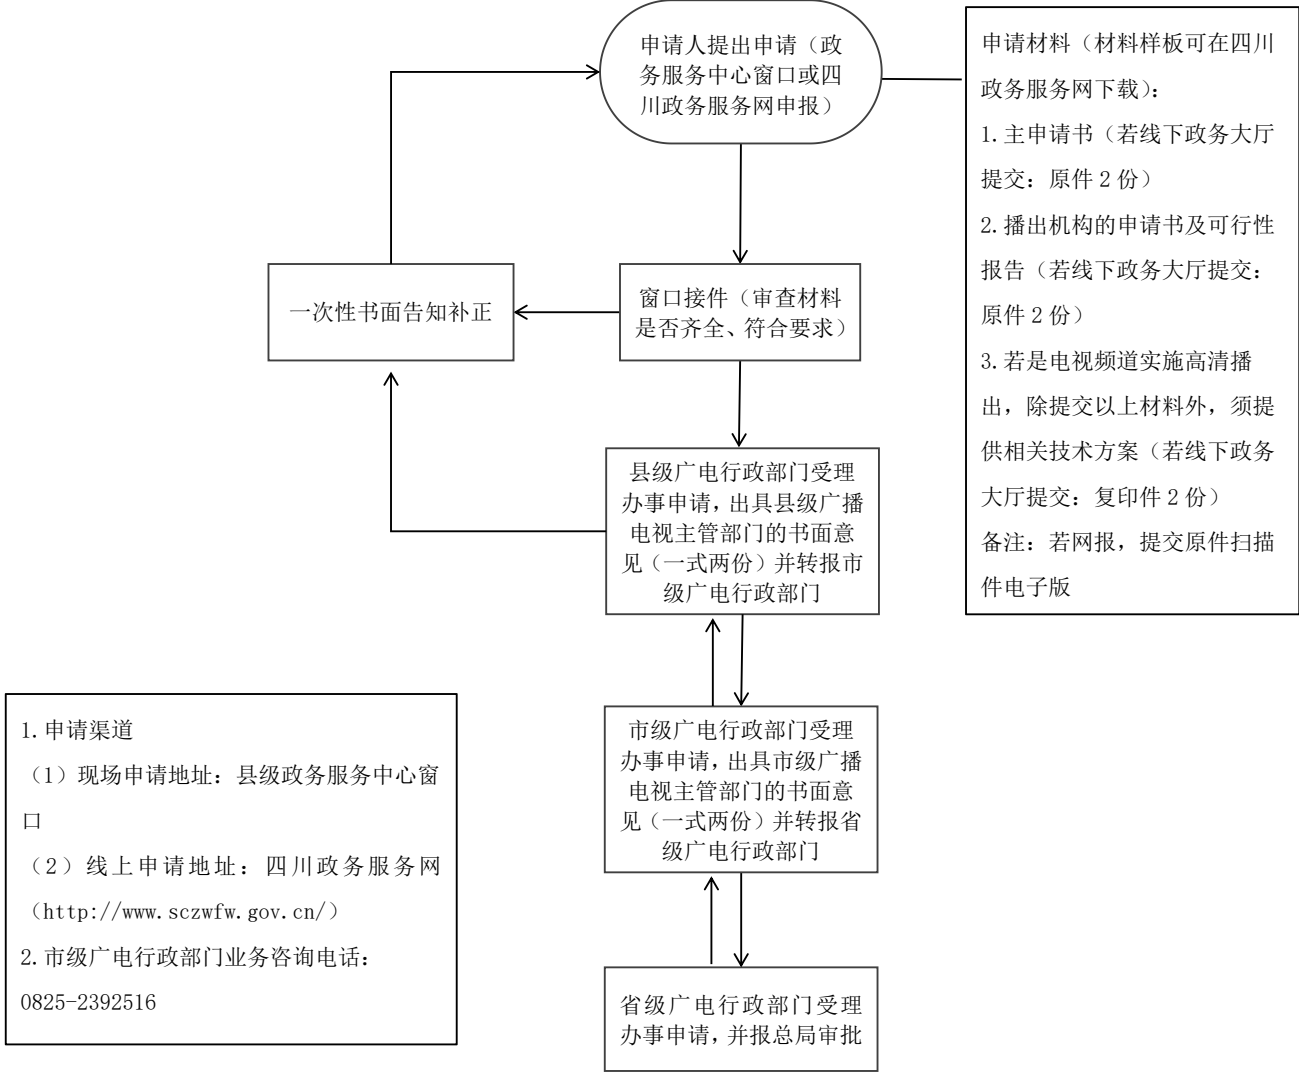 申请人提出申请（政
务服务中心窗口或四
川政务服务网申报）
申请材料（材料样板可在四川
政务服务网下载）：
1.主申请书（若线下政务大厅
提交：原件 2 份）
2.播出机构的申请书及可行性
报告（若线下政务大厅提交：
原件 2 份）
3.若是电视频道实施高清播
出，除提交以上材料外，须提
供相关技术方案（若线下政务
大厅提交：复印件 2 份）
备注：若网报，提交原件扫描
件电子版
一次性书面告知补正
窗口接件（审查材料
是否齐全、符合要求）
县级广电行政部门受理
办事申请，出具县级广播
电视主管部门的书面意
见（一式两份）并转报市
级广电行政部门
市级广电行政部门受理
办事申请，出具市级广播
电视主管部门的书面意
见（一式两份）并转报省
级广电行政部门
1.申请渠道
（1）现场申请地址：县级政务服务中心窗
口
（2）线上申请地址：四川政务服务网
（http://www.sczwfw.gov.cn/）
2.市级广电行政部门业务咨询电话：
0825-2392516
省级广电行政部门受理
办事申请，并报总局审批